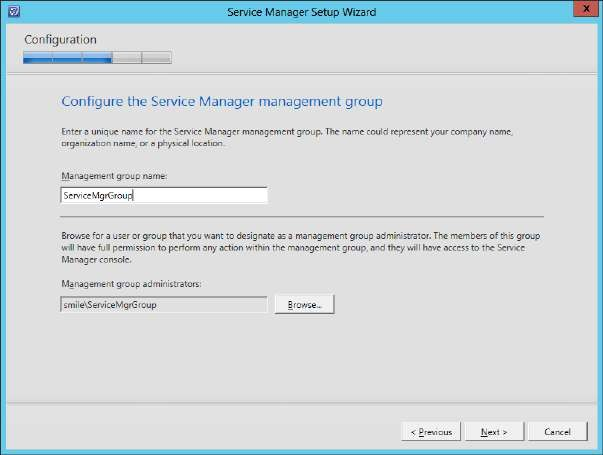 Service Manager Setup Wizard
X
Configuration
Configure the Service Manager management group
Enter a unique name for the Service Manager management group. The name could represent your company name,
organization name, or a physical location.
Management group name:
ServiceMgrGroup
Browse for a user or group that you want to designate as a management group administrator. The members of this group
will have full permission to perform any action within the management group, and they will have access to the Service
Manager console.
Management group administrators:
smile\ServiceMgrGroup
Browse...
< Previous
Next >
Cancel